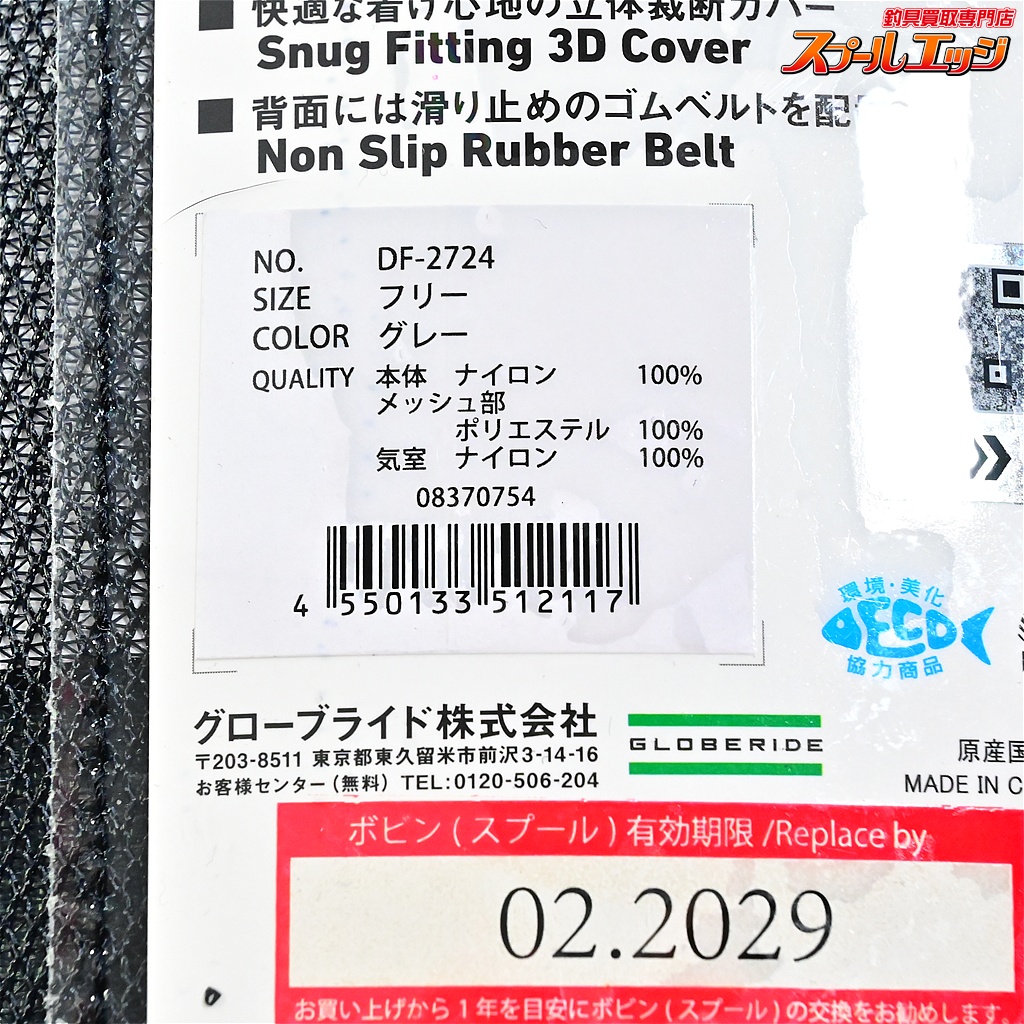 釣具買取専門店
スプールエッジ
■ 快適な着け心地の立体裁断カバー
Snug Fitting 3D Cover
■ 背面には滑り止めのゴムベルトを配
Non Slip Rubber Belt
NO. DF-2724
SIZE フリー
COLOR グレー
QUALITY 本体 ナイロン 100%
メッシュ部
ポリエステル 100%
気室 ナイロン 100%
08370754
4 550133 512117
環境・美化
ECO
協力商品
グローブライド株式会社
〒203-8511 東京都東久留米市前沢3-14-16
お客様センター(無料) TEL:0120-506-204
GLOBERIDE
原産国
MADE IN C
ボビン(スプール)有効期限/Replace by
02.2029
お買い上げから1年を目安にボビン(スプール)の交換をお勧めします。